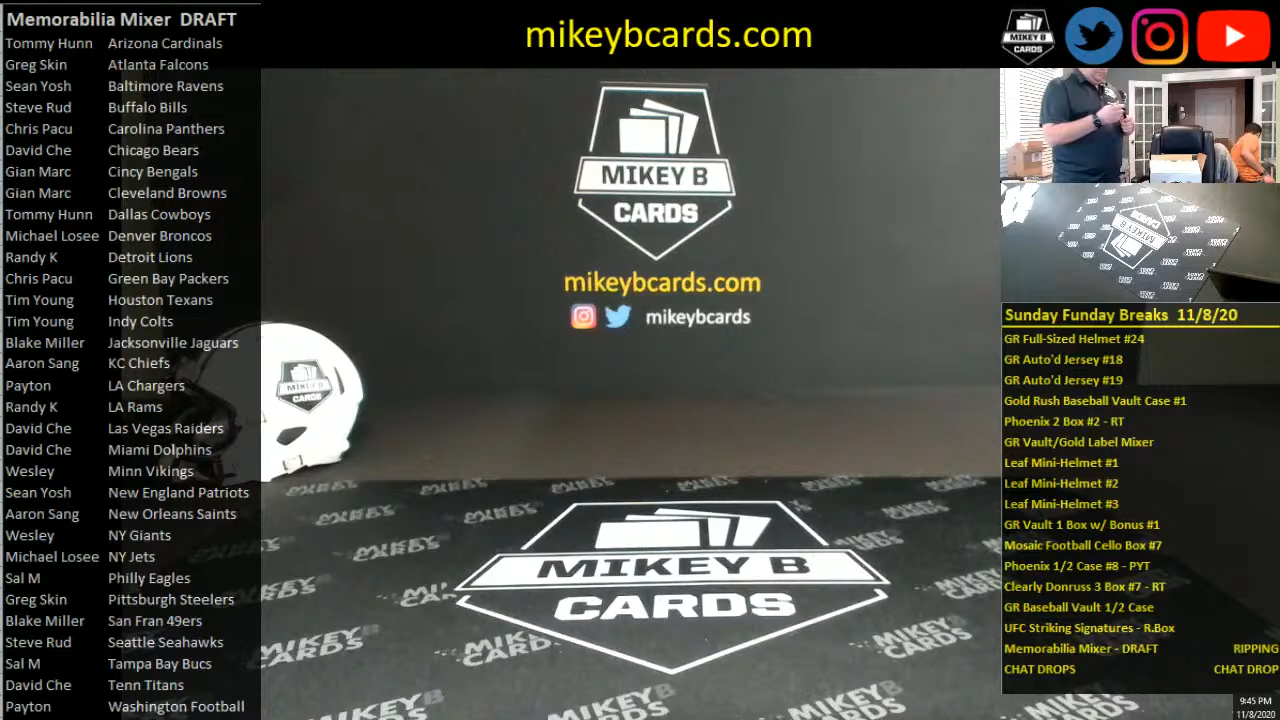 Memorabilia Mixer DRAFT
Tommy Hunn Arizona Cardinals
Greg Skin Atlanta Falcons
Sean Yosh Baltimore Ravens
Steve Rud Buffalo Bills
Chris Pacu Carolina Panthers
David Che Chicago Bears
Gian Marc Cincy Bengals
Gian Marc Cleveland Browns
Tommy Hunn Dallas Cowboys
Michael Losee Denver Broncos
Randy K Detroit Lions
Chris Pacu Green Bay Packers
Tim Young Houston Texans
Tim Young Indy Colts
Blake Miller Jacksonville Jaguars
Aaron Sang KC Chiefs
Payton LA Chargers
Randy K LA Rams
David Che Las Vegas Raiders
David Che Miami Dolphins
Wesley Minn Vikings
Sean Yosh New England Patriots
Aaron Sang New Orleans Saints
Wesley NY Giants
Michael Losee NY Jets
Sal M Philly Eagles
Greg Skin Pittsburgh Steelers
Blake Miller San Fran 49ers
Steve Rud Seattle Seahawks
Sal M Tampa Bay Bucs
David Che Tenn Titans
Payton Washington Football
mikeybcards.com
MIKEY B
CARDS
MIKEY B
CARDS
mikeybcards.com
mikeybcards
MIKEY B
CARDS
Sunday Funday Breaks 11/8/20
GR Full-Sized Helmet #24
GR Auto'd Jersey #18
GR Auto'd Jersey #19
Gold Rush Baseball Vault Case #1
Phoenix 2 Box #2 - RT
GR Vault/Gold Label Mixer
Leaf Mini-Helmet #1
Leaf Mini-Helmet #2
Leaf Mini-Helmet #3
GR Vault 1 Box w/ Bonus #1
Mosaic Football Cello Box #7
Phoenix 1/2 Case #8 - PYT
Clearly Donruss 3 Box #7 - RT
GR Baseball Vault 1/2 Case
UFC Striking Signatures - R.Box
Memorabilia Mixer - DRAFT RIPPING
CHAT DROPS CHAT DROP
9:45 PM
11/8/2020